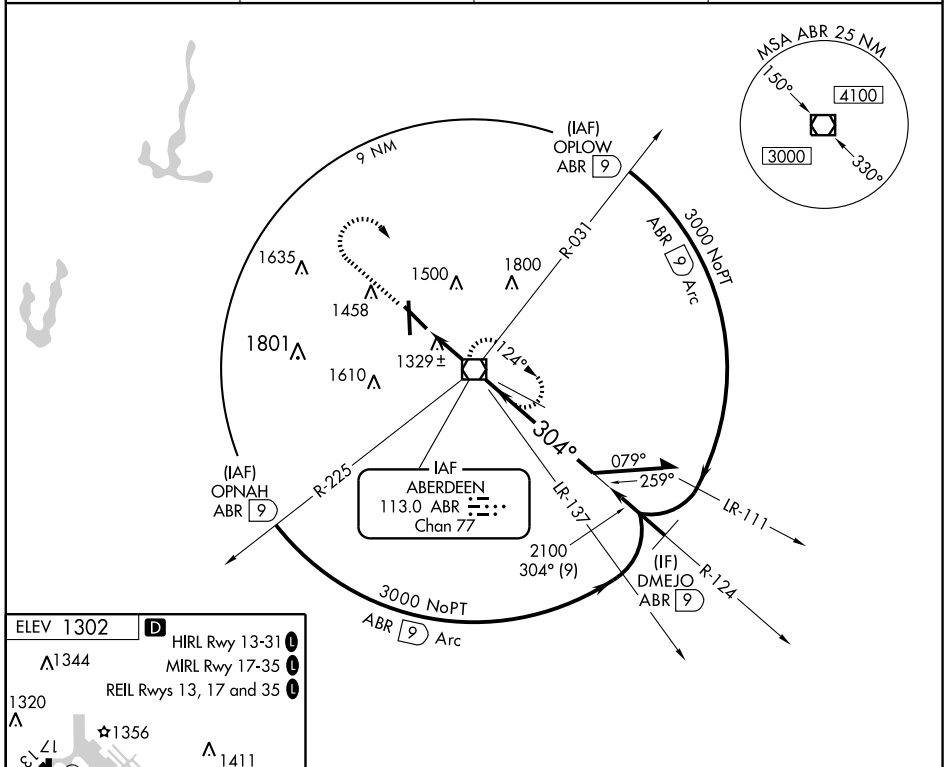 MSA ABR 25 NM
150°
4100
3000
330°
(IAF)
OPLOW
ABR 9
9 NM
R-031
3000 NoPT
ABR 9 Arc
1635
1500
1800
1458
1801
1329±
1610
124°
304°
079°
259°
(IAF)
OPNAH
ABR 9
R-225
IAF
ABERDEEN
113.0 ABR
Chan 77
LR-137
LR-111
2100
304° (9)
(IF)
DMEJO
ABR 9
R-124
3000 NoPT
ABR 9 Arc
ELEV 1302
D
HIRL Rwy 13-31 L
MIRL Rwy 17-35 L
REIL Rwys 13, 17 and 35 L
1344
1320
1356
1411
17
13